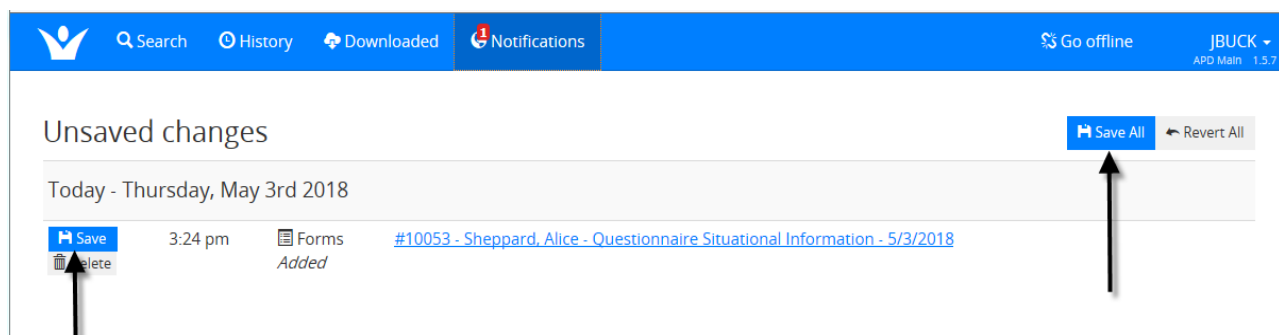 Search History Downloaded 1 Notifications Go offline JBUCK
APD Main 1.5.7
Unsaved changes Save All Revert All
Today - Thursday, May 3rd 2018
Save 3:24 pm Forms #10053 - Sheppard, Alice - Questionnaire Situational Information - 5/3/2018
Delete Added